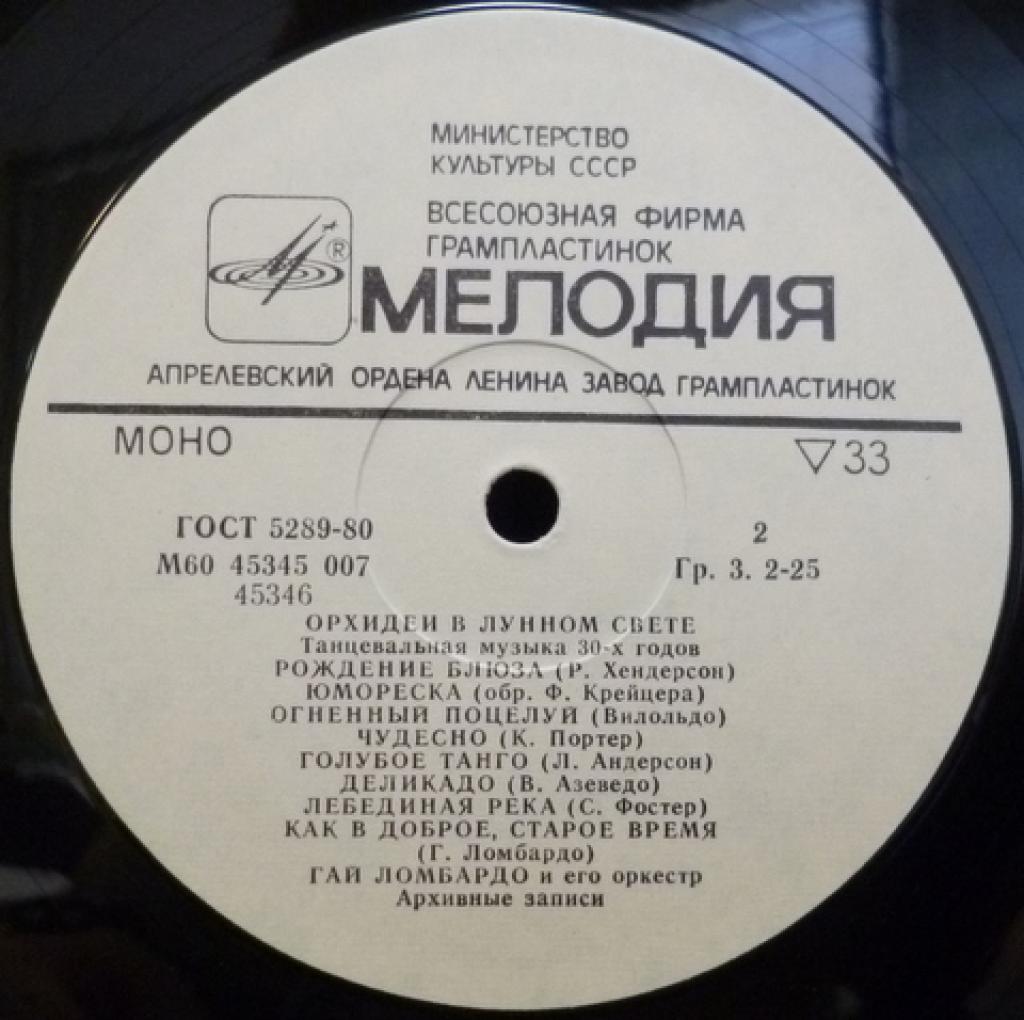 МИНИСТЕРСТВО
КУЛЬТУРЫ СССР
ВСЕСОЮЗНАЯ ФИРМА
ГРАМПЛАСТИНОК
®
МЕЛОДИЯ
АПРЕЛЕВСКИЙ ОРДЕНА ЛЕНИНА ЗАВОД ГРАМПЛАСТИНОК
МОНО ▽33
ГОСТ 5289-80 2
М60 45345 007 Гр. 3. 2-25
45346
ОРХИДЕИ В ЛУННОМ СВЕТЕ
Танцевальная музыка 30-х годов
РОЖДЕНИЕ БЛЮЗА (Р. Хендерсон)
ЮМОРЕСКА (обр. Ф. Крейцера)
ОГНЕННЫЙ ПОЦЕЛУЙ (Вилольдо)
ЧУДЕСНО (К. Портер)
ГОЛУБОЕ ТАНГО (Л. Андерсон)
ДЕЛИКАДО (В. Азеведо)
ЛЕБЕДИНАЯ РЕКА (С. Фостер)
КАК В ДОБРОЕ, СТАРОЕ ВРЕМЯ
(Г. Ломбардо)
ГАЙ ЛОМБАРДО и его оркестр
Архивные записи